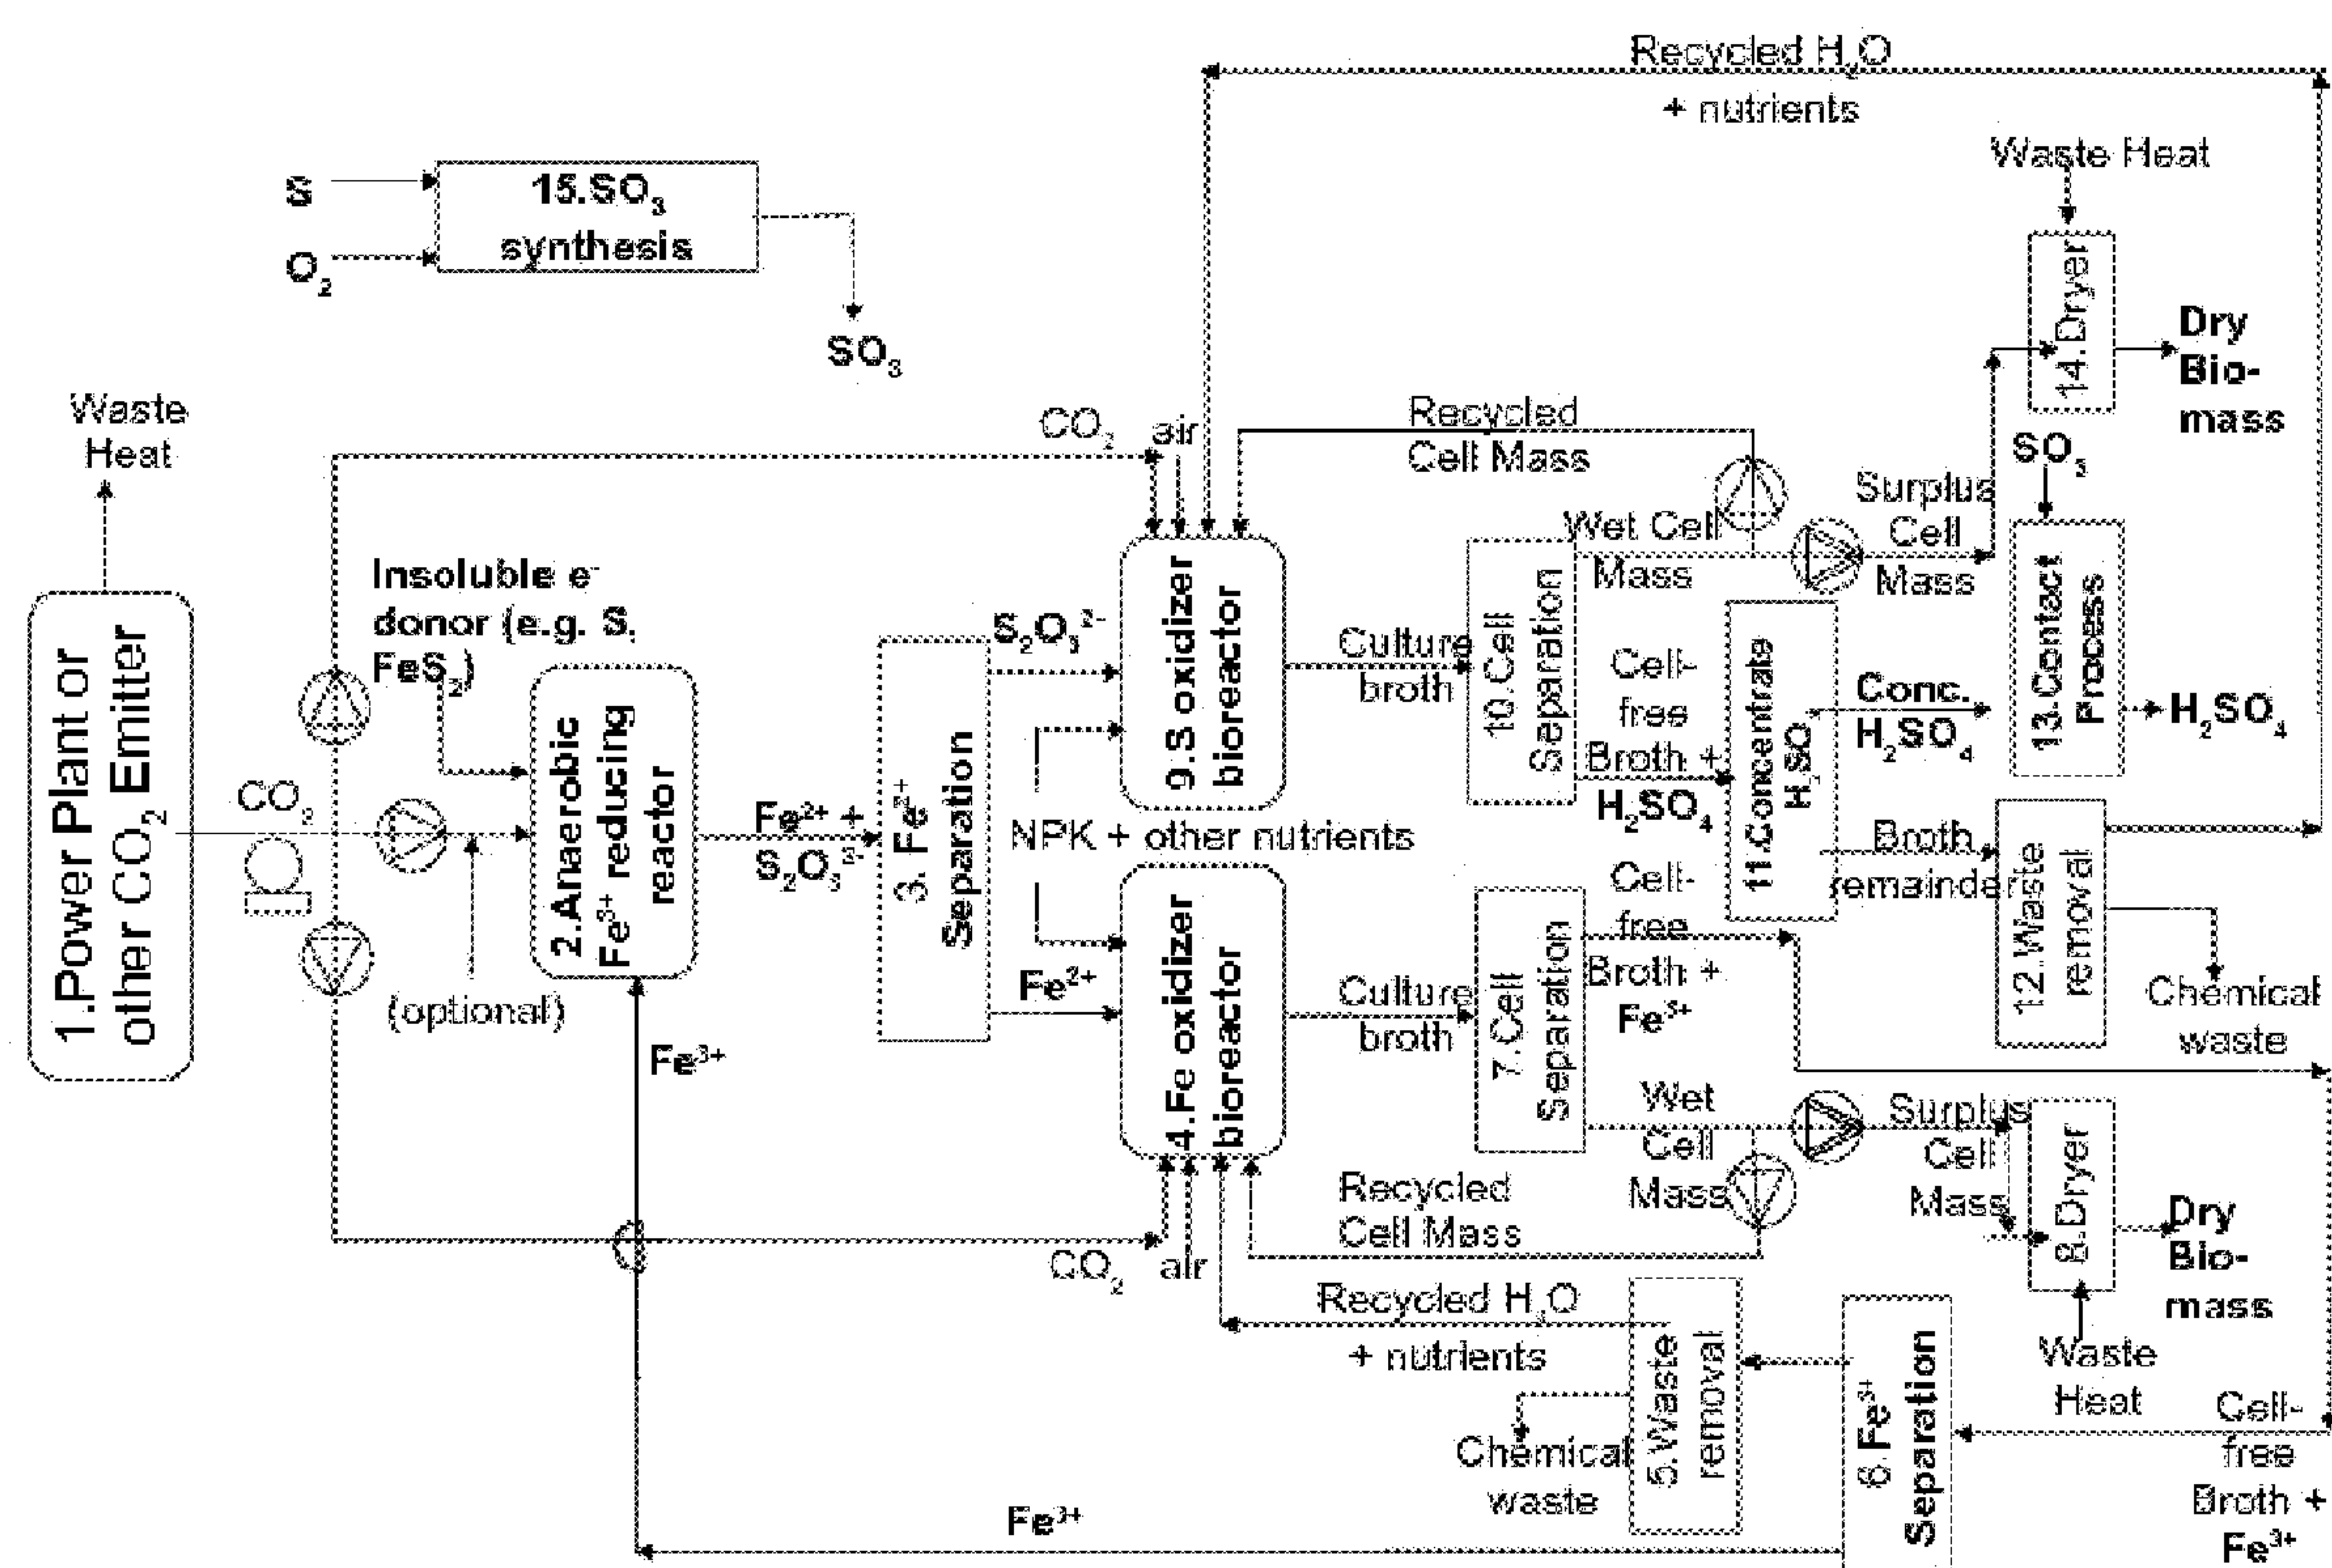 Recycled H₂O
+ nutrients
Waste Heat
S
O₂
15.SO₃
synthesis
SO₃
14.Dryer
Dry
Bio-
mass
Waste
Heat
CO₂
air
Recycled
Cell Mass
SO₃
Surplus
Cell
Mass
Wet Cell
Mass
Insoluble e⁻
donor (e.g. S,
FeS₂)
1.Power Plant or
other CO₂ Emitter
CO₂
(optional)
2.Anaerobic
Fe³⁺ reducing
reactor
Fe³⁺
Fe²⁺ +
S₂O₃²⁻
3. Fe²⁺
Separation
S₂O₃²⁻
NPK + other nutrients
Fe²⁺
9.S oxidizer
bioreactor
4.Fe oxidizer
bioreactor
Culture
broth
10.Cell
Separation
Cell-
free
Broth +
H₂SO₄
11.Concentrate
H₂SO₄
Conc.
H₂SO₄
13.Contact
Process
H₂SO₄
Broth
remainder
12.Waste
removal
Chemical
waste
Culture
broth
7.Cell
Separation
Cell-
free
Broth +
Fe³⁺
Wet
Cell
Mass
Surplus
Cell
Mass
8.Dryer
Dry
Bio-
mass
Waste
Heat
CO₂
air
Recycled
Cell Mass
Recycled H₂O
+ nutrients
5.Waste
removal
Chemical
waste
6.Fe³⁺
Separation
Cell-
free
Broth +
Fe³⁺
Fe³⁺